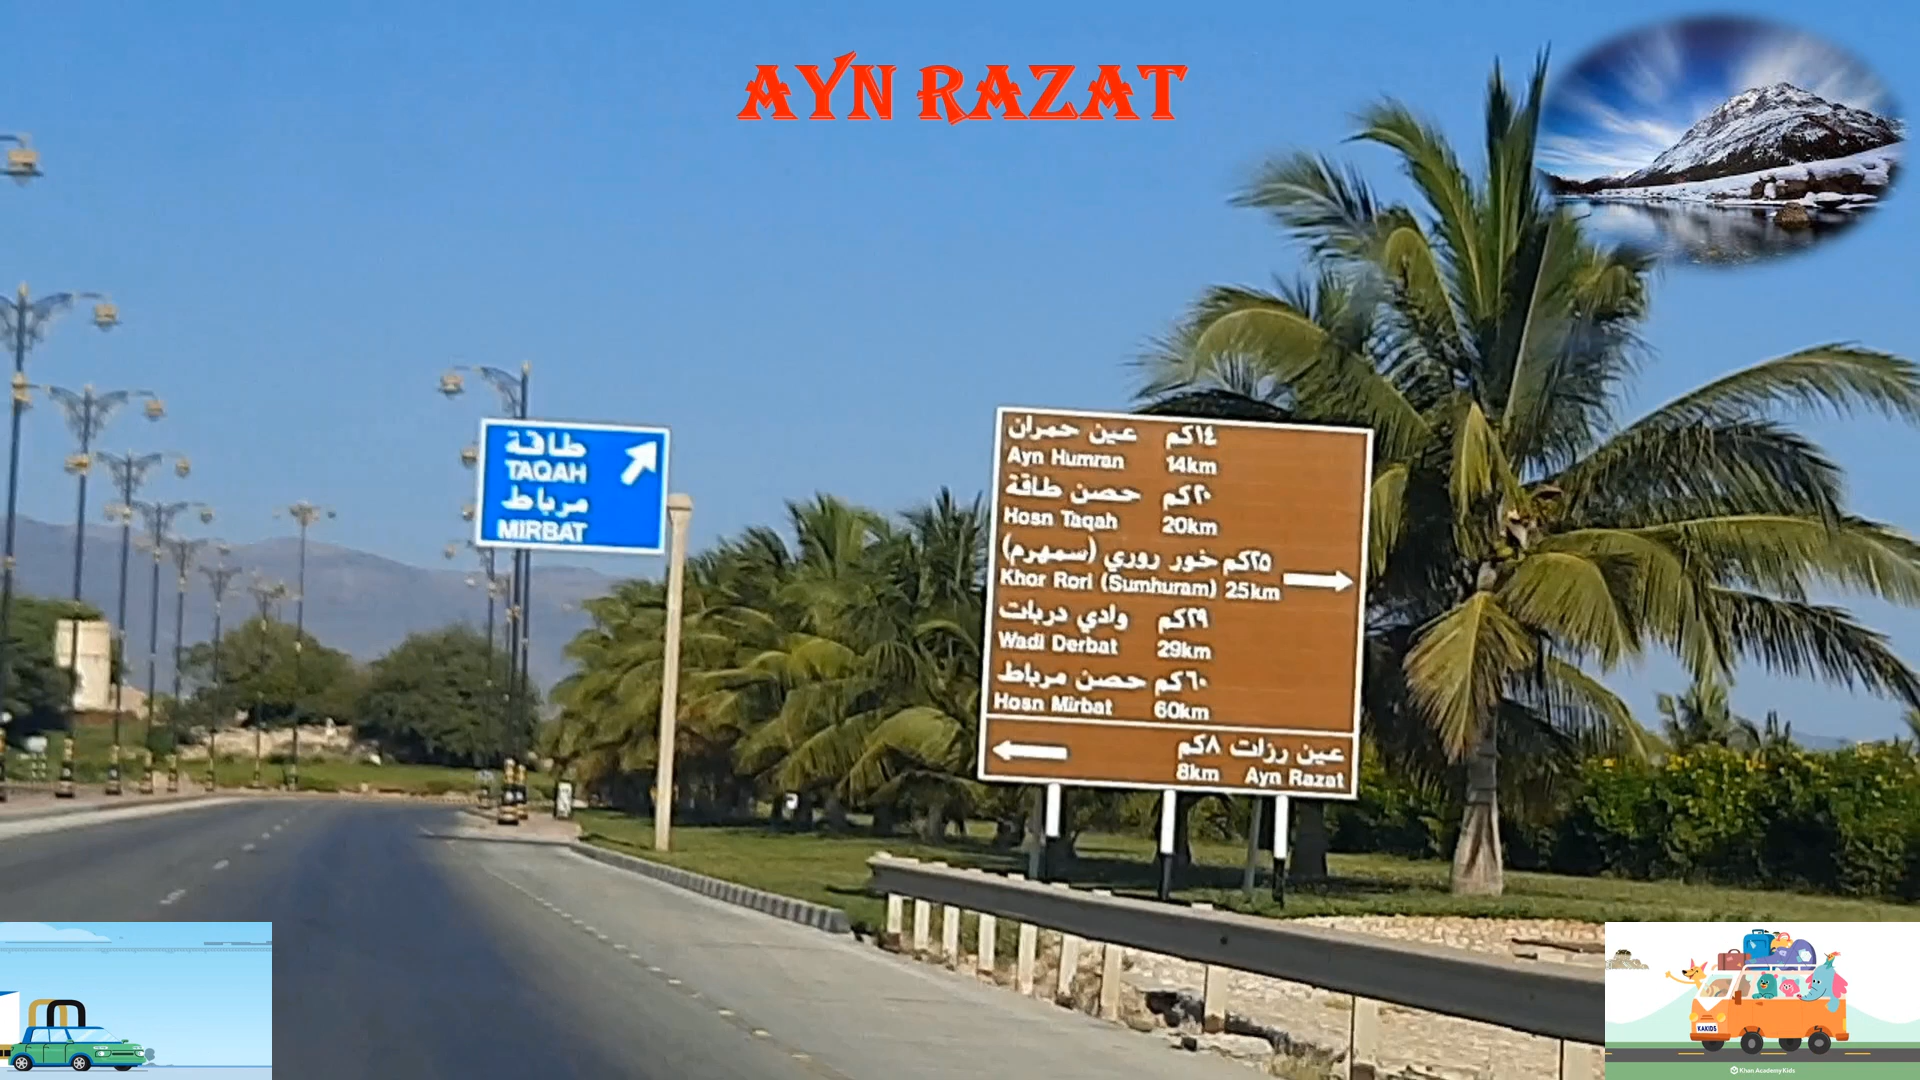 AYN RAZAT
طاقة
TAQAH
مرباط
MIRBAT
عين حمران ١٤كم
Ayn Humran 14km
حصن طاقة ٢٠كم
Hosn Taqah 20km
خور روري (سمهرم) ٢٥كم
Khor Rori (Sumhuram) 25km
وادي دربات ٢٩كم
Wadi Derbat 29km
حصن مرباط ٦٠كم
Hosn Mirbat 60km
عين رزات ٨كم
8km Ayn Razat
KAKIDS
Khan Academy Kids